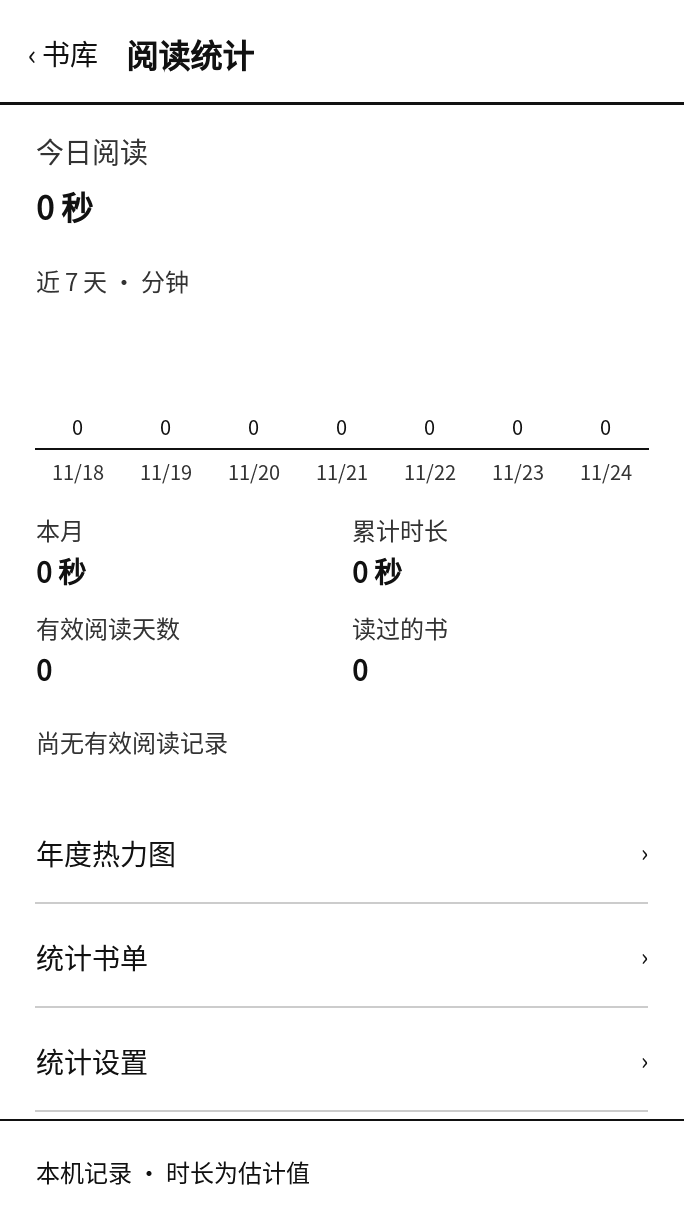 ‹ 书库 阅读统计
今日阅读
0 秒
近 7 天 · 分钟
0 0 0 0 0 0 0
11/18 11/19 11/20 11/21 11/22 11/23 11/24
本月 累计时长
0 秒 0 秒
有效阅读天数 读过的书
0 0
尚无有效阅读记录
年度热力图 ›
统计书单 ›
统计设置 ›
本机记录 · 时长为估计值